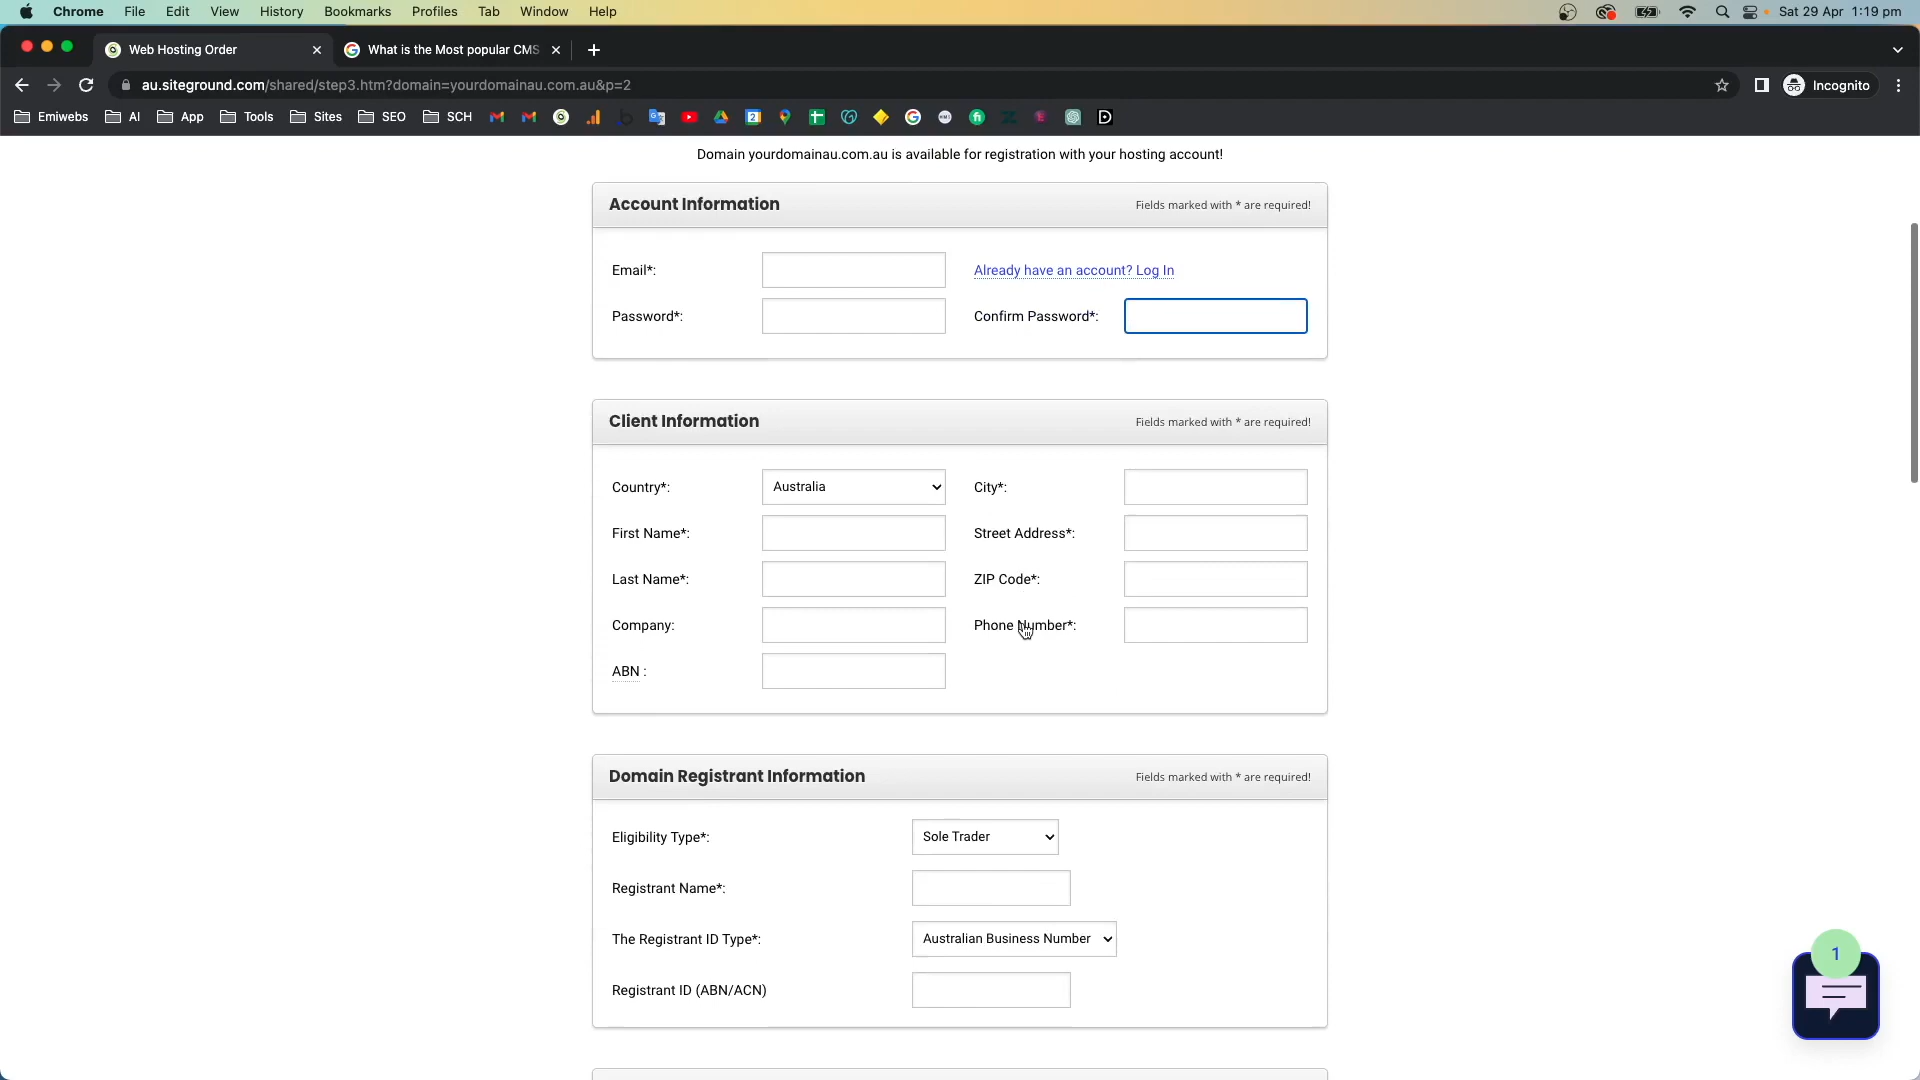 Chrome File Edit View History Bookmarks Profiles Tab Window Help Sat 29 Apr 1:19 pm
Web Hosting Order What is the Most popular CMS
au.siteground.com/shared/step3.htm?domain=yourdomainau.com.au&p=2 Incognito
Emiwebs AI App Tools Sites SEO SCH
Domain yourdomainau.com.au is available for registration with your hosting account!
Account Information Fields marked with * are required!
Email*: Already have an account? Log In
Password*: Confirm Password*:
Client Information Fields marked with * are required!
Country*: Australia City*:
First Name*: Street Address*:
Last Name*: ZIP Code*:
Company: Phone Number*:
ABN :
Domain Registrant Information Fields marked with * are required!
Eligibility Type*: Sole Trader
Registrant Name*:
The Registrant ID Type*: Australian Business Number
Registrant ID (ABN/ACN)
1